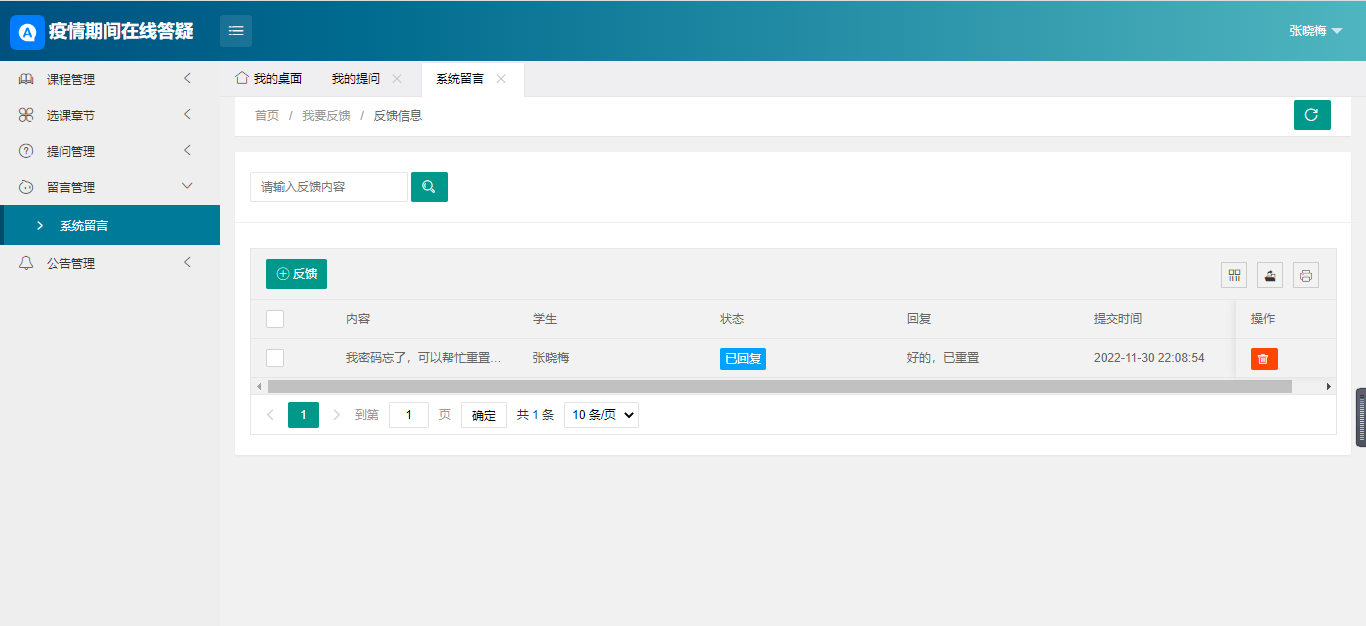 疫情期间在线答疑
张晓梅
课程管理
选课章节
提问管理
留言管理
系统留言
公告管理
我的桌面 我的提问 系统留言
首页 / 我要反馈 / 反馈信息
请输入反馈内容
反馈
内容 学生 状态 回复 提交时间 操作
我密码忘了，可以帮忙重置... 张晓梅 已回复 好的，已重置 2022-11-30 22:08:54
1 到第 1 页 确定 共 1 条 10 条/页